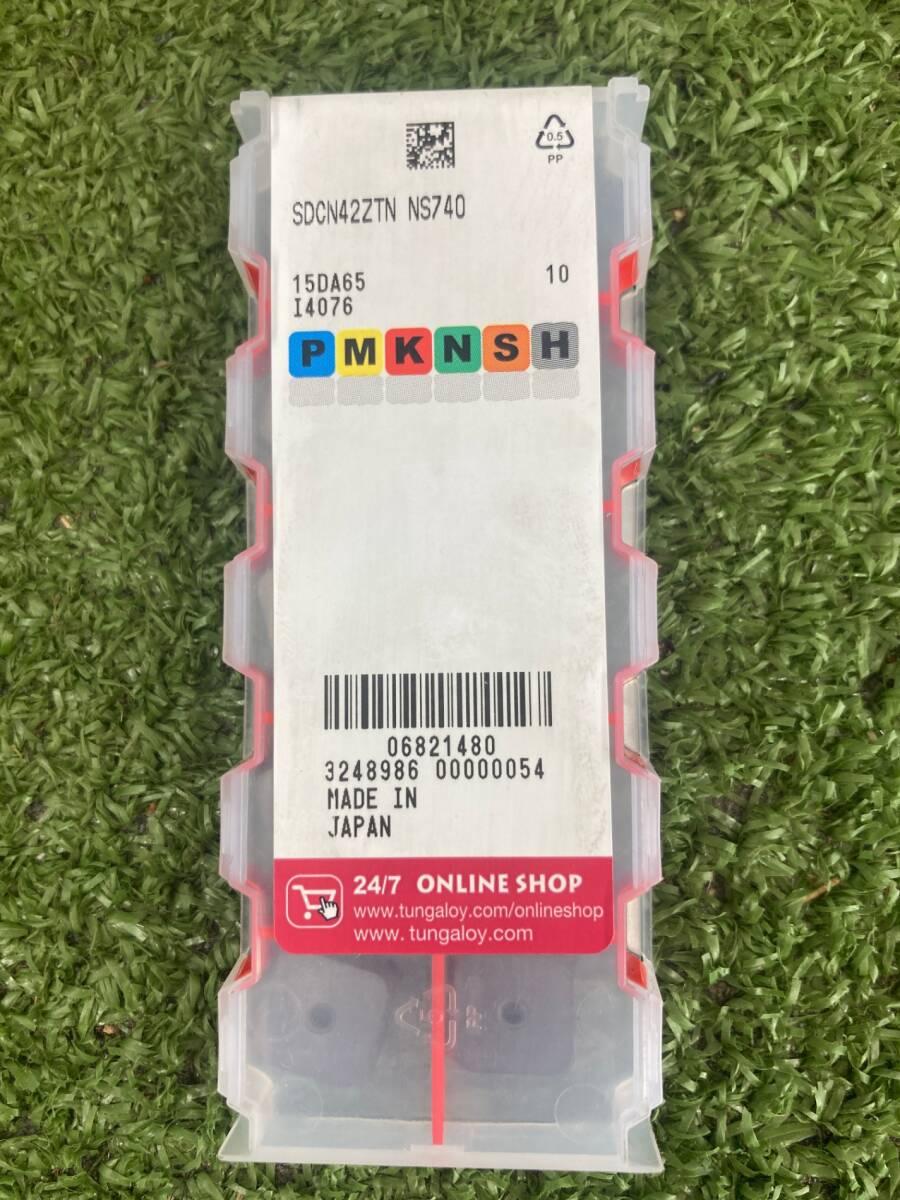 0.5
PP
SDCN42ZTN NS740
15DA65 10
I4076
P M K N S H
06821480
3248986 00000054
MADE IN
JAPAN
24/7 ONLINE SHOP
www.tungaloy.com/onlineshop
www.tungaloy.com
PP